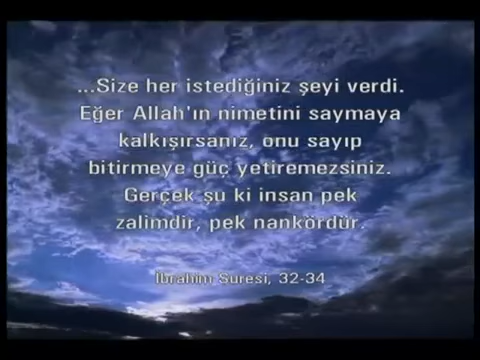 ...Size her istediğiniz şeyi verdi.
Eğer Allah'ın nimetini saymaya
kalkışırsanız, onu sayıp
bitirmeye güç yetiremezsiniz.
Gerçek şu ki insan pek
zalimdir, pek nankördür.
İbrahim Suresi, 32-34